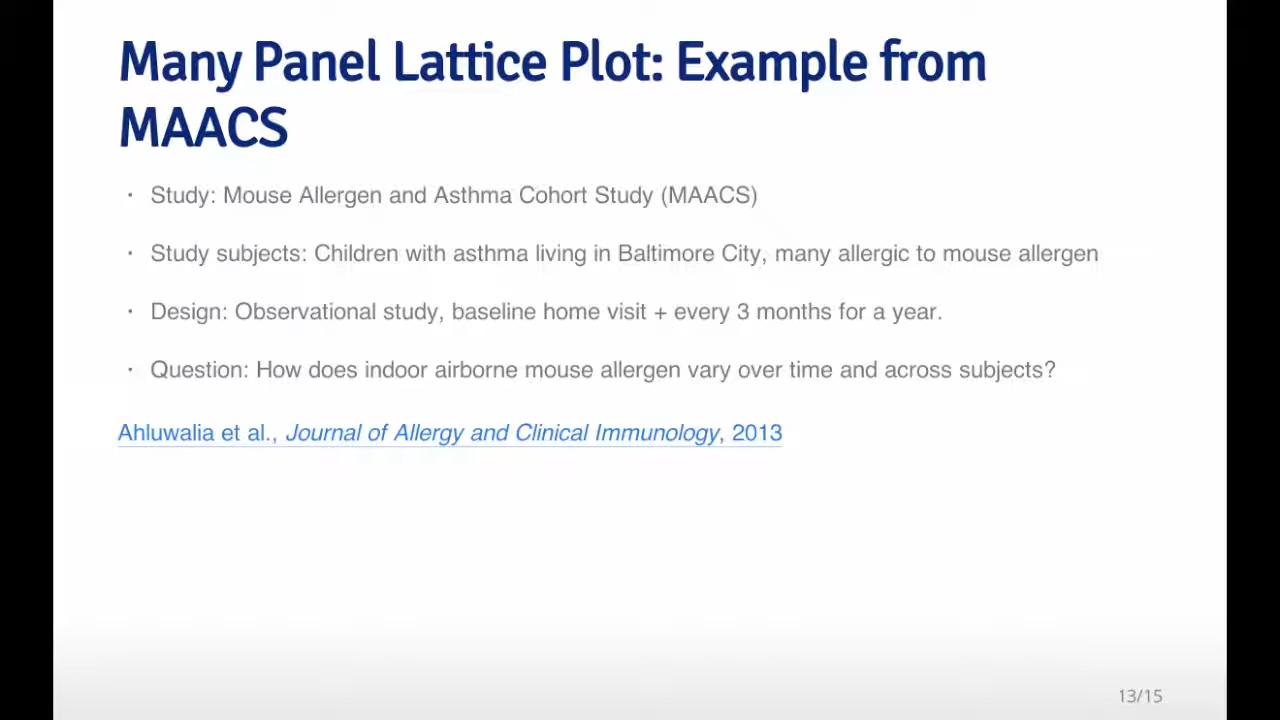 Many Panel Lattice Plot: Example from
MAACS
· Study: Mouse Allergen and Asthma Cohort Study (MAACS)
· Study subjects: Children with asthma living in Baltimore City, many allergic to mouse allergen
· Design: Observational study, baseline home visit + every 3 months for a year.
· Question: How does indoor airborne mouse allergen vary over time and across subjects?
Ahluwalia et al., Journal of Allergy and Clinical Immunology, 2013
13/15